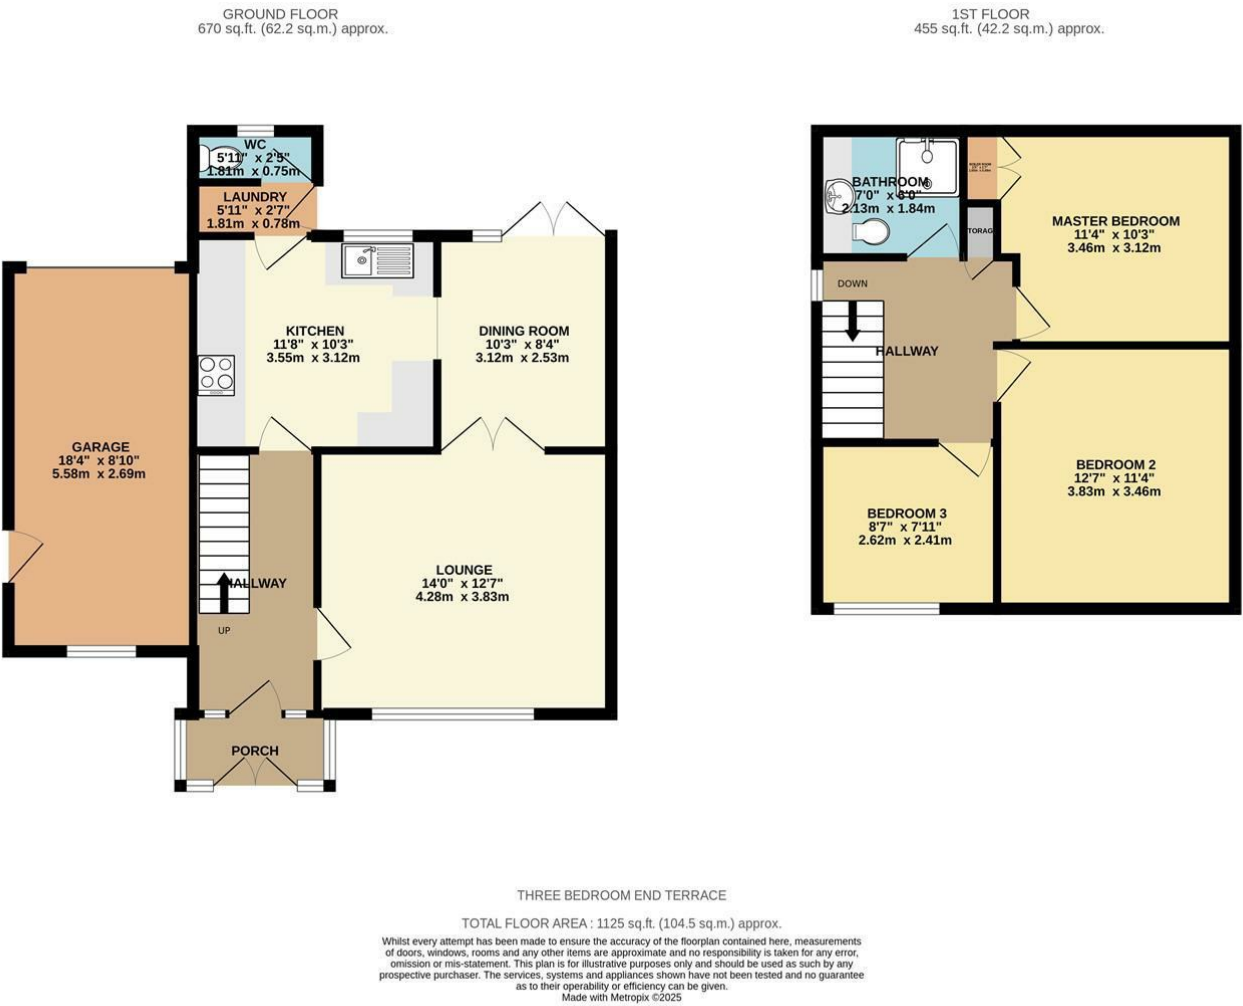 GROUND FLOOR
670 sq.ft. (62.2 sq.m.) approx.
1ST FLOOR
455 sq.ft. (42.2 sq.m.) approx.
WC
5'11" x 2'5"
1.81m x 0.75m
LAUNDRY
5'11" x 2'7"
1.81m x 0.78m
KITCHEN
11'8" x 10'3"
3.55m x 3.12m
DINING ROOM
10'3" x 8'4"
3.12m x 2.53m
GARAGE
18'4" x 8'10"
5.58m x 2.69m
HALLWAY
UP
LOUNGE
14'0" x 12'7"
4.28m x 3.83m
PORCH
BATHROOM
7'0" x 6'0"
2.13m x 1.84m
TORAG
MASTER BEDROOM
11'4" x 10'3"
3.46m x 3.12m
DOWN
HALLWAY
BEDROOM 2
12'7" x 11'4"
3.83m x 3.46m
BEDROOM 3
8'7" x 7'11"
2.62m x 2.41m
THREE BEDROOM END TERRACE
TOTAL FLOOR AREA : 1125 sq.ft. (104.5 sq.m.) approx.
Whilst every attempt has been made to ensure the accuracy of the floorplan contained here, measurements
of doors, windows, rooms and any other items are approximate and no responsibility is taken for any error,
omission or mis-statement. This plan is for illustrative purposes only and should be used as such by any
prospective purchaser. The services, systems and appliances shown have not been tested and no guarantee
as to their operability or efficiency can be given.
Made with Metropix ©2025